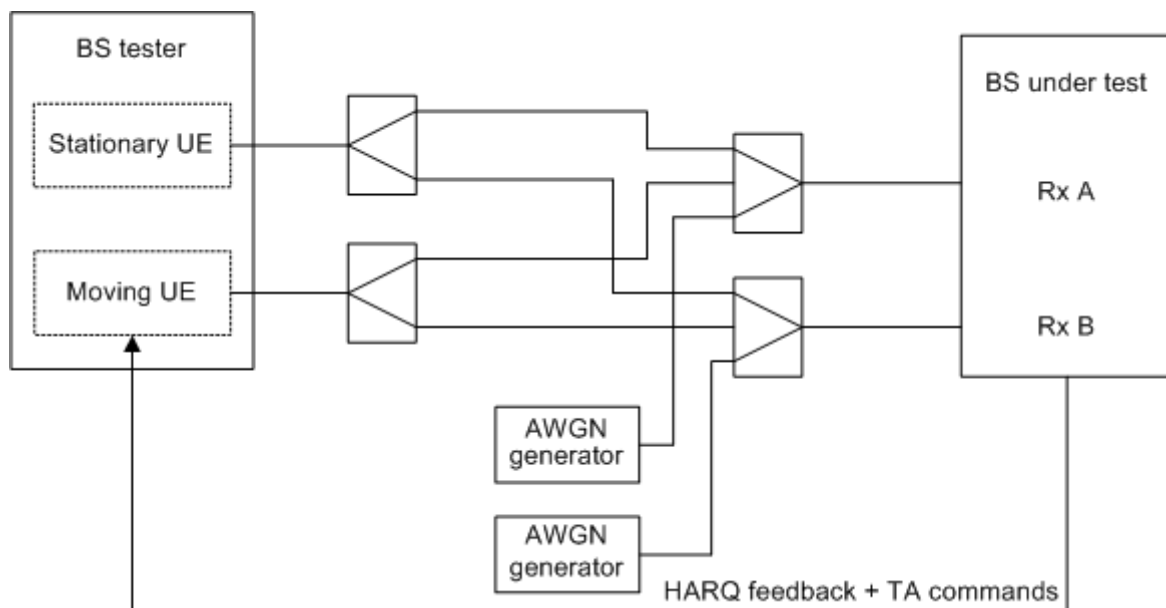 BS tester
Stationary UE
Moving UE
BS under test
Rx A
Rx B
AWGN
generator
AWGN
generator
HARQ feedback + TA commands